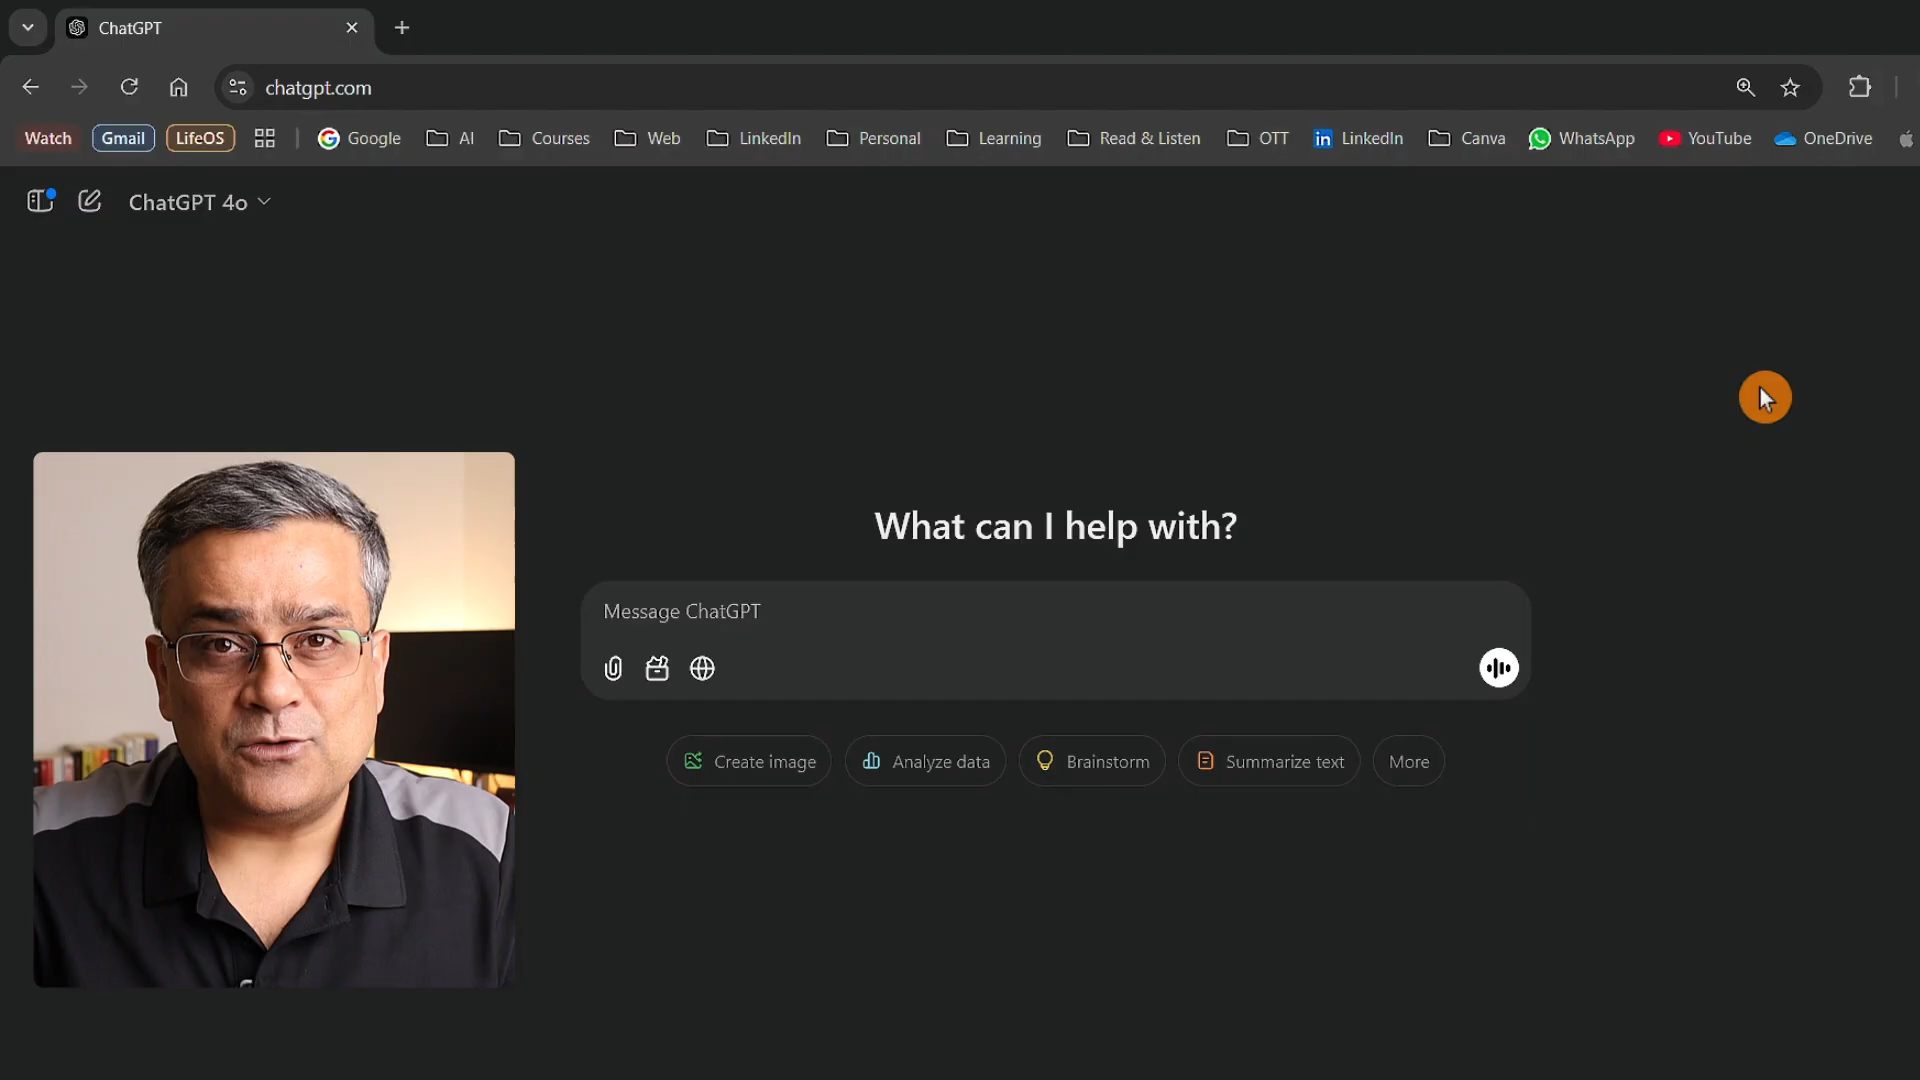 ChatGPT
chatgpt.com
Watch Gmail LifeOS Google AI Courses Web LinkedIn Personal Learning Read & Listen OTT LinkedIn Canva WhatsApp YouTube OneDrive
ChatGPT 4o
What can I help with?
Message ChatGPT
Create image Analyze data Brainstorm Summarize text More